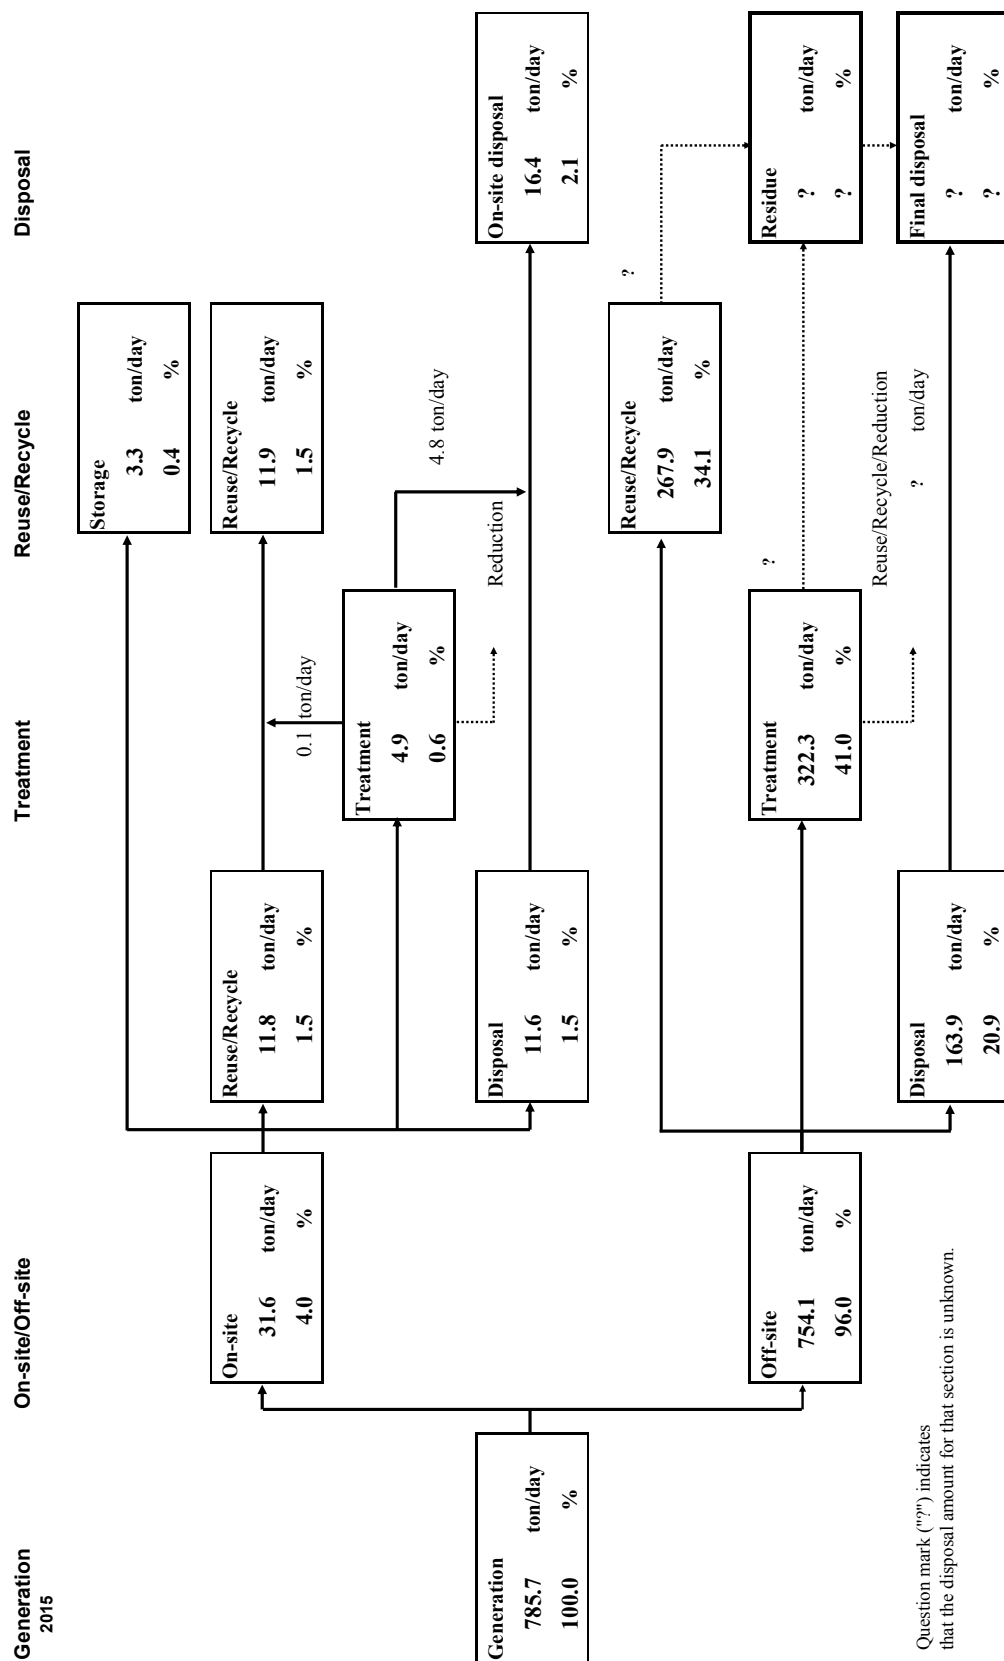 Generation
2015
On-site/Off-site
Treatment
Reuse/Recycle
Disposal
Generation
785.7 ton/day
100.0 %
On-site
31.6 ton/day
4.0 %
Off-site
754.1 ton/day
96.0 %
Storage
3.3 ton/day
0.4 %
Reuse/Recycle
11.8 ton/day
1.5 %
Reuse/Recycle
11.9 ton/day
1.5 %
0.1 ton/day
Treatment
4.9 ton/day
0.6 %
4.8 ton/day
Reduction
Disposal
11.6 ton/day
1.5 %
On-site disposal
16.4 ton/day
2.1 %
Reuse/Recycle
267.9 ton/day
34.1 %
?
Treatment
322.3 ton/day
41.0 %
?
Residue
? ton/day
? %
Reuse/Recycle/Reduction
? ton/day
Disposal
163.9 ton/day
20.9 %
Final disposal
? ton/day
? %
Question mark ("?") indicates
that the disposal amount for that section is unknown.